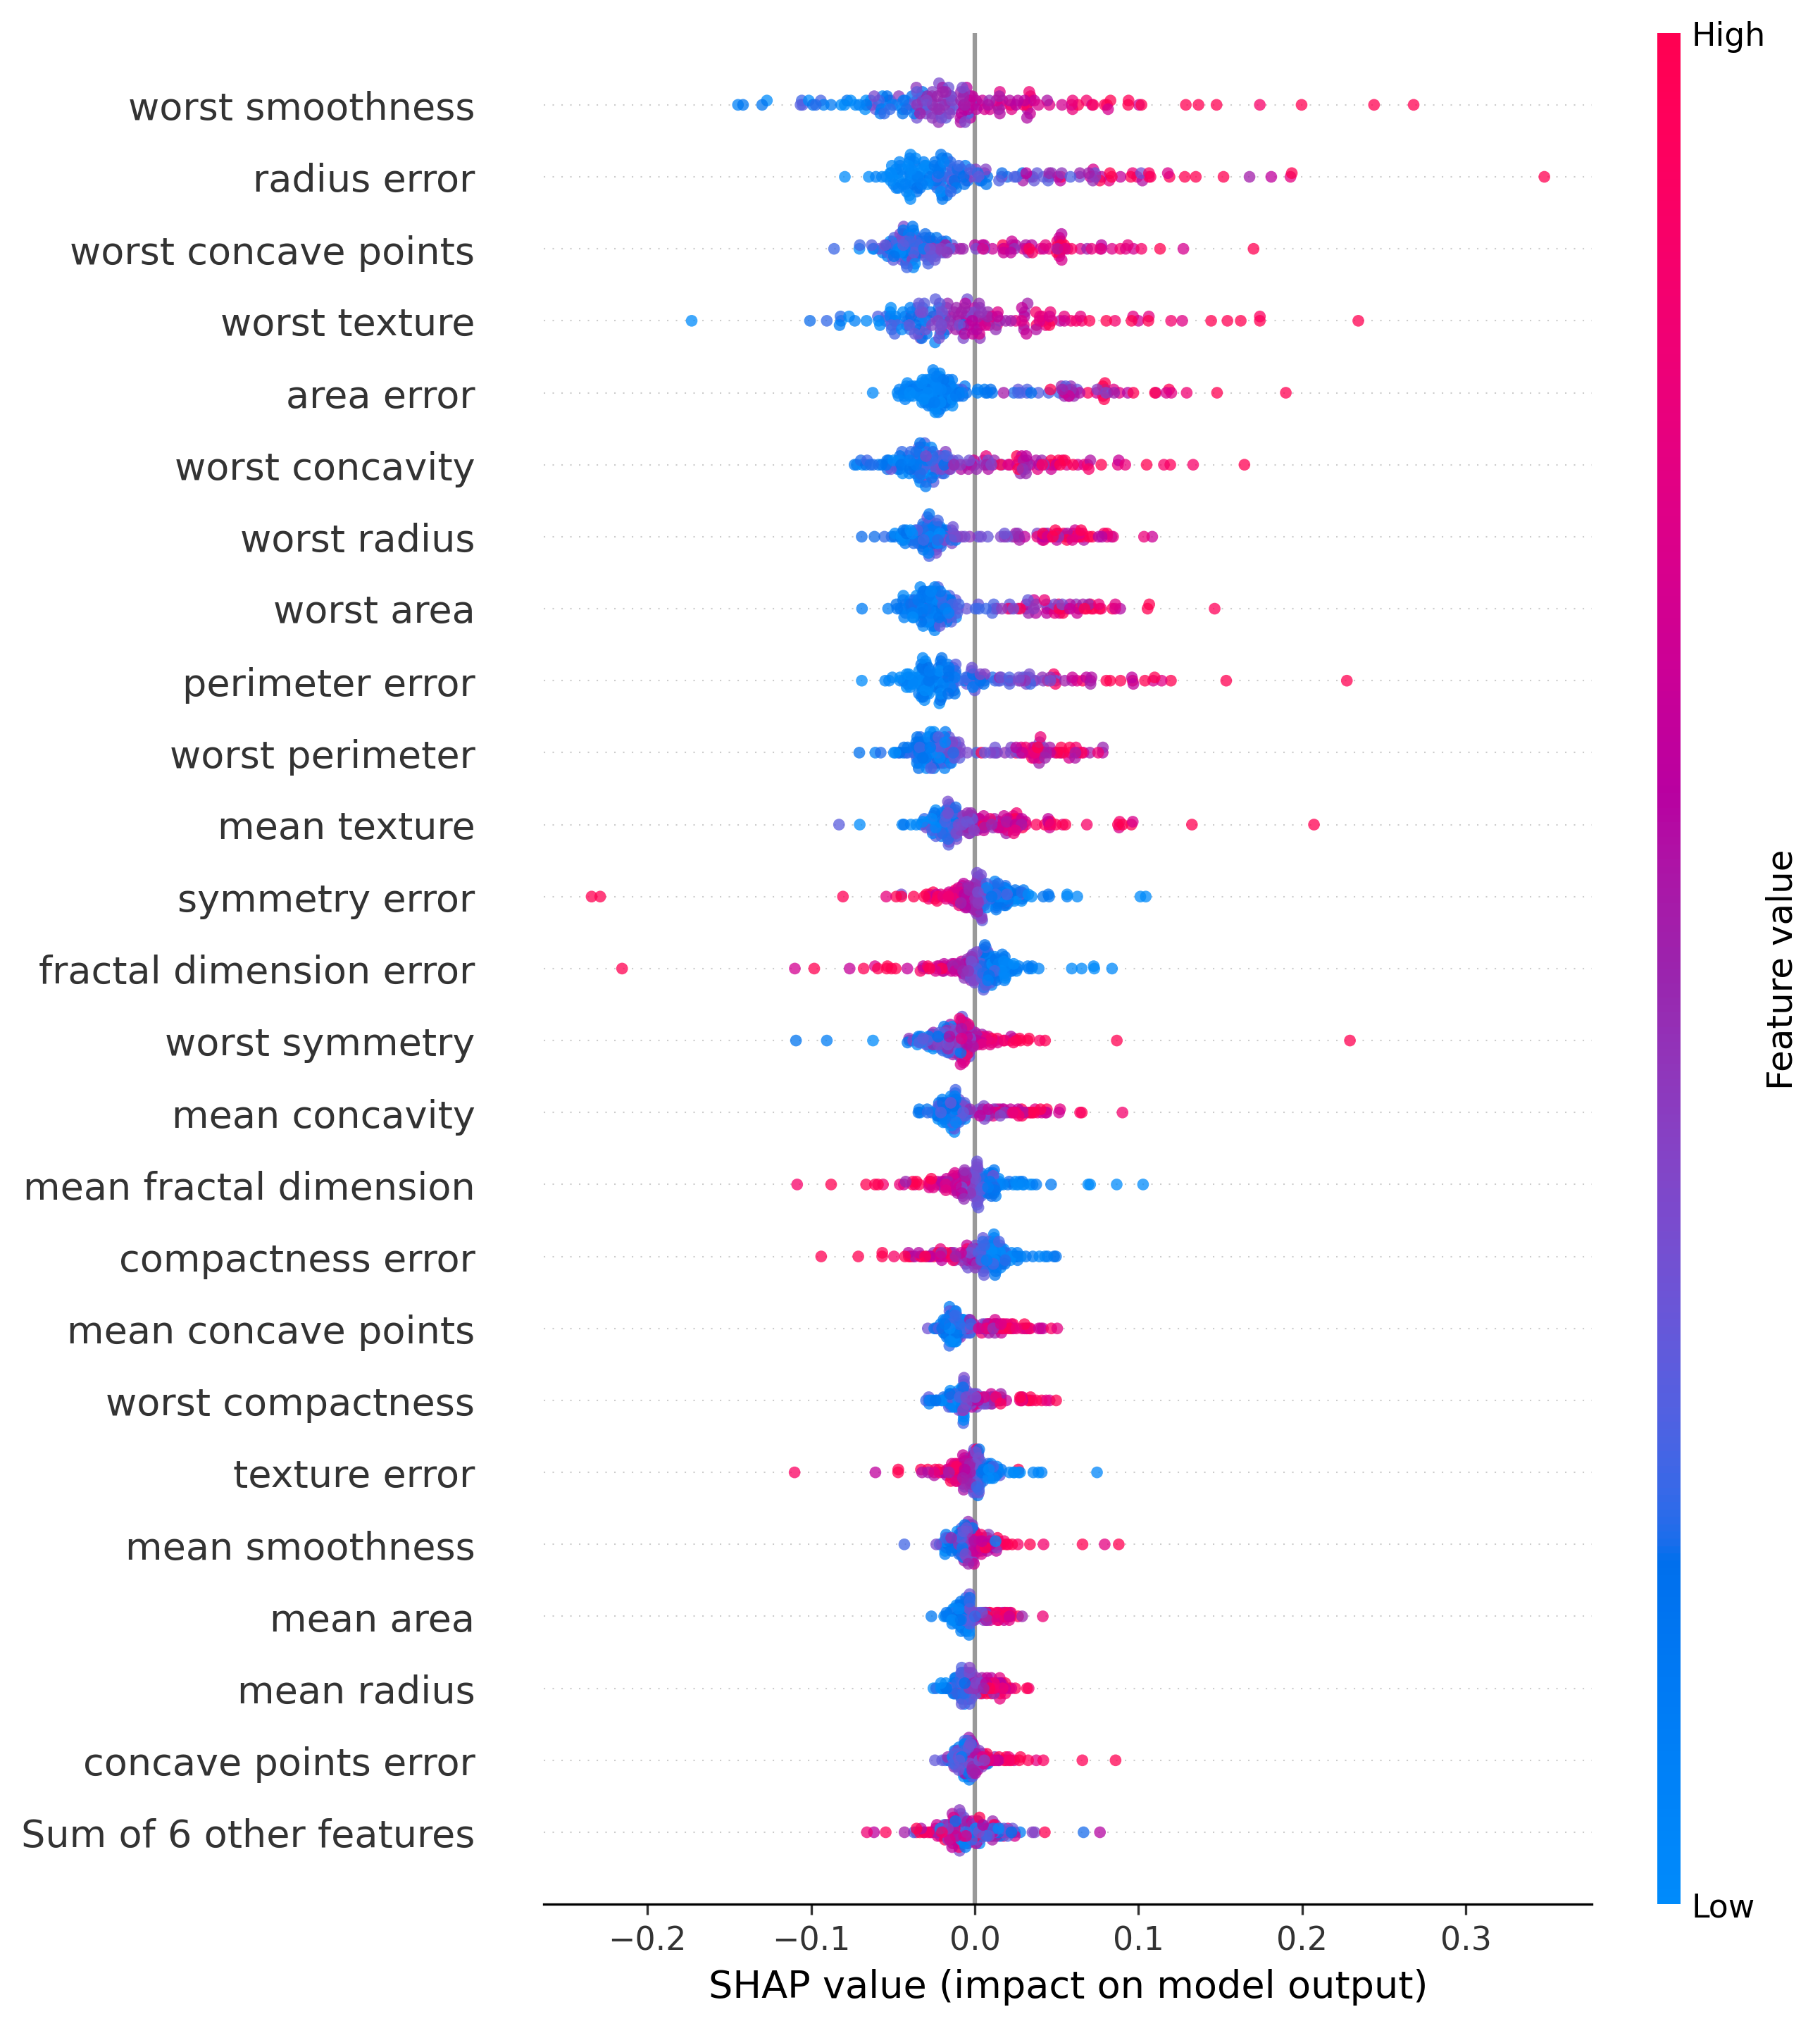 High
worst smoothness
radius error
worst concave points
worst texture
area error
worst concavity
worst radius
worst area
perimeter error
worst perimeter
mean texture
symmetry error
fractal dimension error
worst symmetry
mean concavity
mean fractal dimension
compactness error
mean concave points
worst compactness
texture error
mean smoothness
mean area
mean radius
concave points error
Sum of 6 other features
Feature value
Low
−0.2 −0.1 0.0 0.1 0.2 0.3
SHAP value (impact on model output)